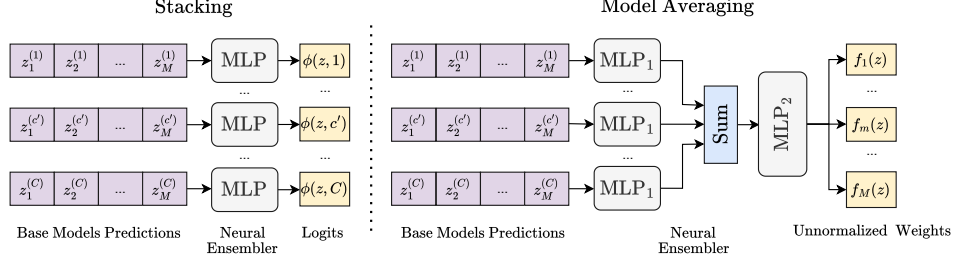 Stacking
z_1^{(1)} z_2^{(1)} ... z_M^{(1)} MLP ϕ(z, 1)
... ...
z_1^{(c′)} z_2^{(c′)} ... z_M^{(c′)} MLP ϕ(z, c′)
... ...
z_1^{(C)} z_2^{(C)} ... z_M^{(C)} MLP ϕ(z, C)
Base Models Predictions
Neural
Ensembler
Logits
Model Averaging
z_1^{(1)} z_2^{(1)} ... z_M^{(1)} MLP_1
...
z_1^{(c′)} z_2^{(c′)} ... z_M^{(c′)} MLP_1
...
z_1^{(C)} z_2^{(C)} ... z_M^{(C)} MLP_1
Sum
MLP_2
f_1(z)
...
f_m(z)
...
f_M(z)
Base Models Predictions
Neural
Ensembler
Unnormalized Weights